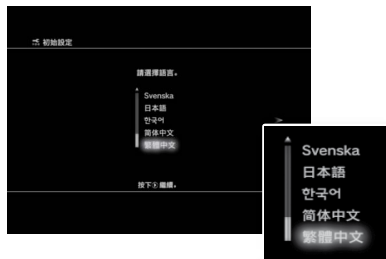 初始設定
請選擇語言。
Svenska
日本語
한국어
简体中文
繁體中文
按下ⓧ繼續。
Svenska
日本語
한국어
简体中文
繁體中文